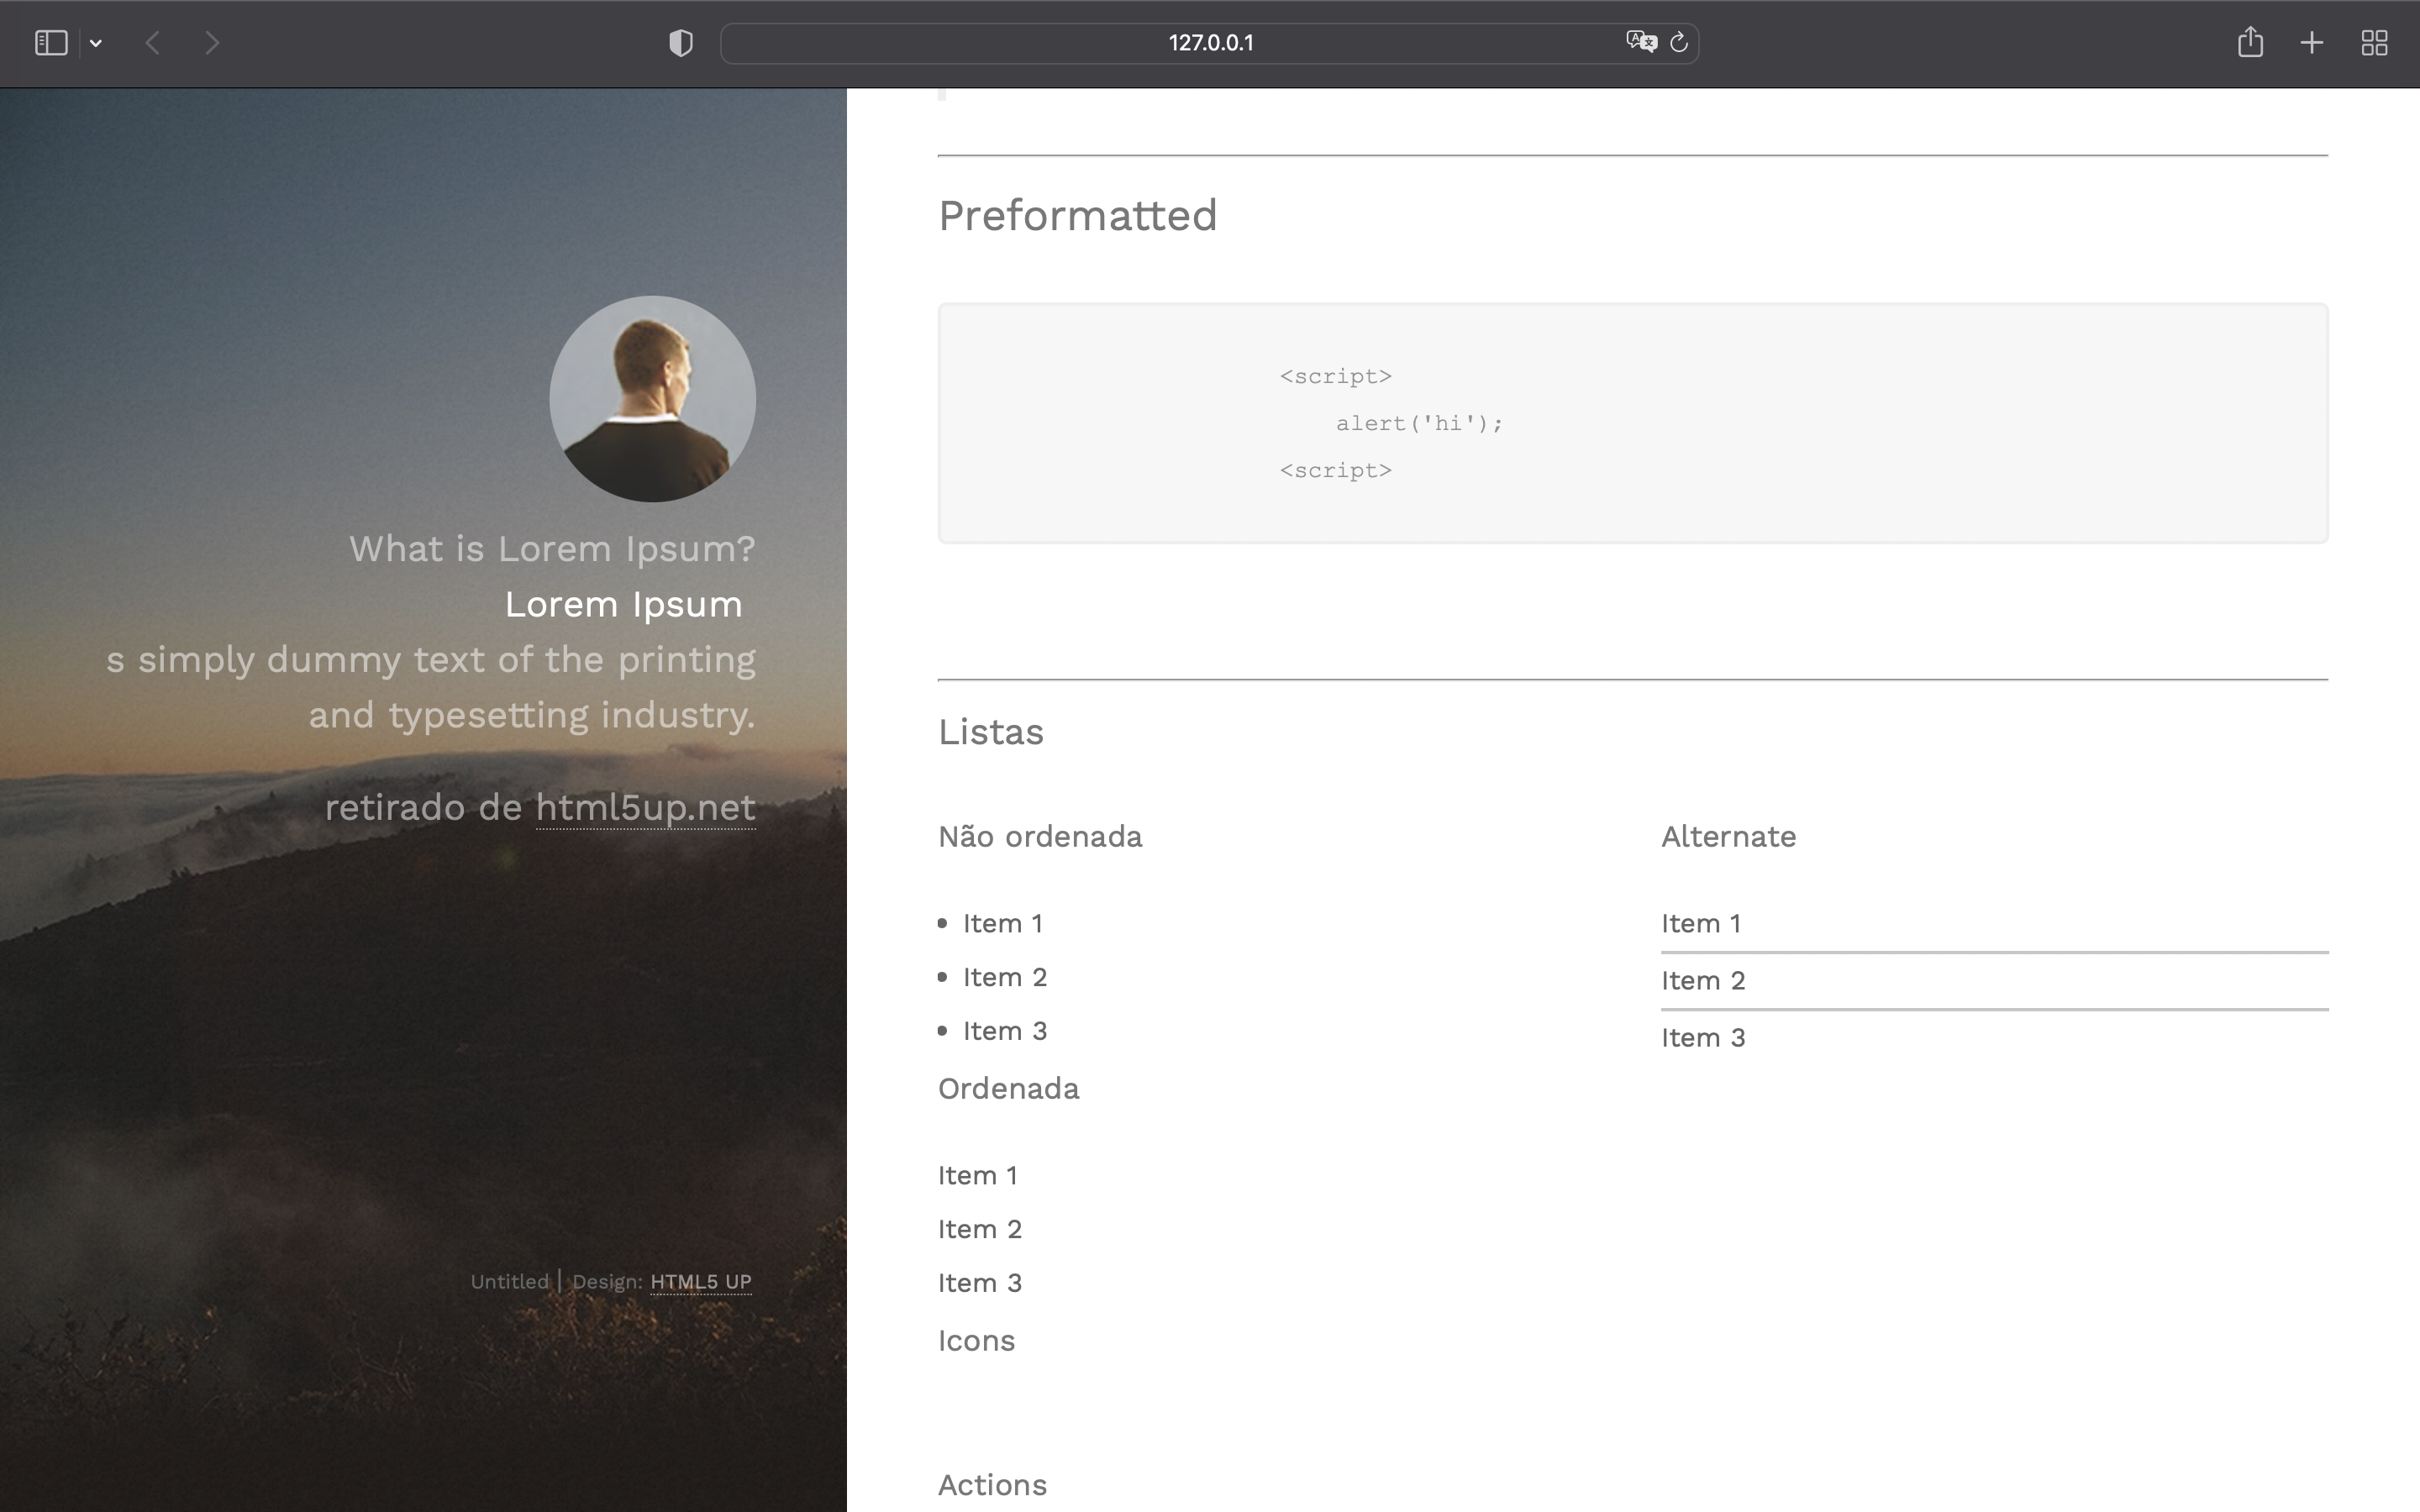 127.0.0.1
What is Lorem Ipsum?
Lorem Ipsum
s simply dummy text of the printing
and typesetting industry.
retirado de html5up.net
Untitled | Design: HTML5 UP
Preformatted
<script>
alert('hi');
<script>
Listas
Não ordenada
• Item 1
• Item 2
• Item 3
Alternate
Item 1
Item 2
Item 3
Ordenada
Item 1
Item 2
Item 3
Icons
Actions